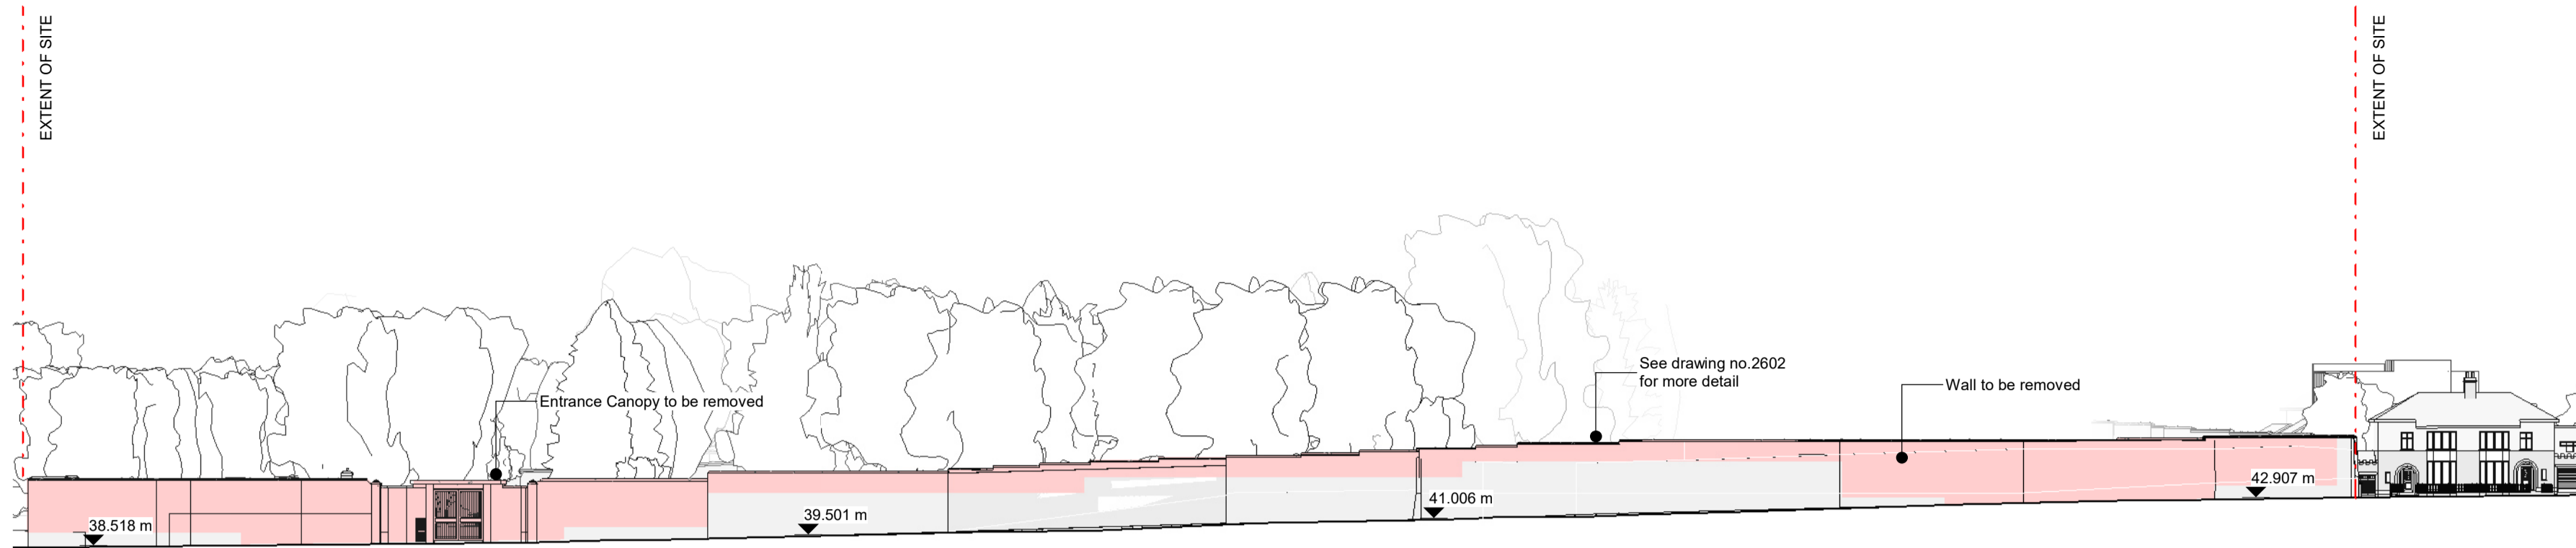 EXTENT OF SITE
EXTENT OF SITE
See drawing no.2602
for more detail
Wall to be removed
Entrance Canopy to be removed
42.907 m
41.006 m
39.501 m
38.518 m